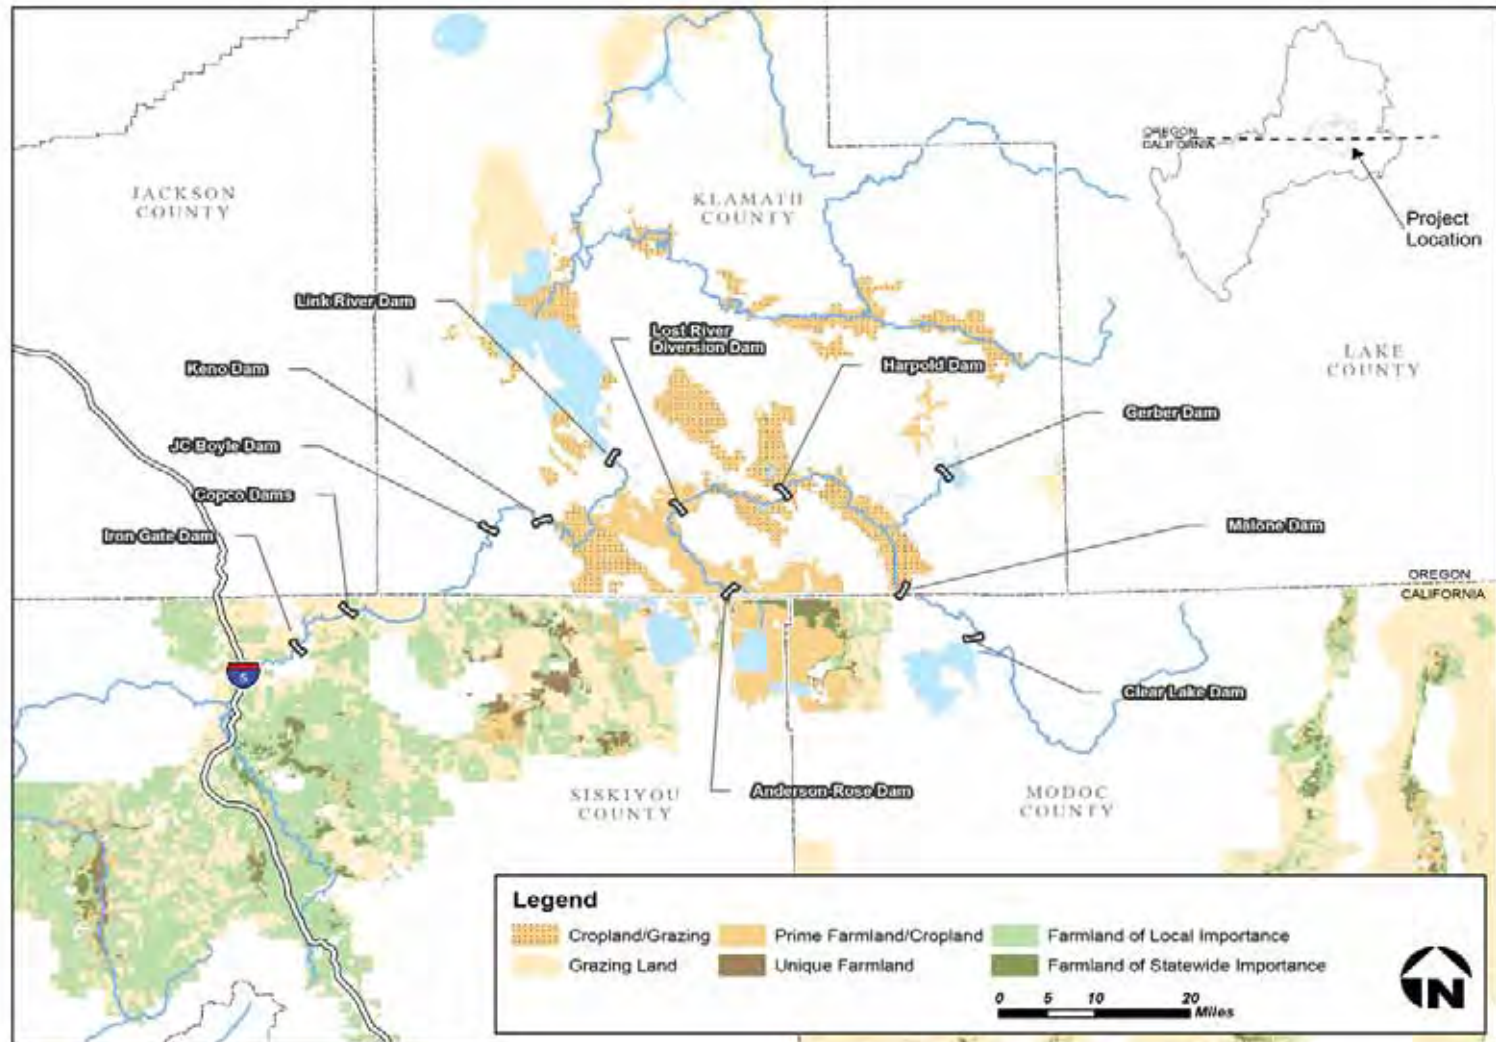 OREGON
CALIFORNIA
JACKSON
COUNTY
KLAMATH
COUNTY
Project
Location
Link River Dam
Lost River
Diversion Dam
Keno Dam
Harpold Dam
LAKE
COUNTY
Gerber Dam
JC Boyle Dam
Copco Dams
Iron Gate Dam
Malone Dam
OREGON
CALIFORNIA
5
Clear Lake Dam
SISKIYOU
COUNTY
Anderson-Rose Dam
MODOC
COUNTY
Legend
Cropland/Grazing
Prime Farmland/Cropland
Farmland of Local Importance
Grazing Land
Unique Farmland
Farmland of Statewide Importance
0 5 10 20
Miles
N